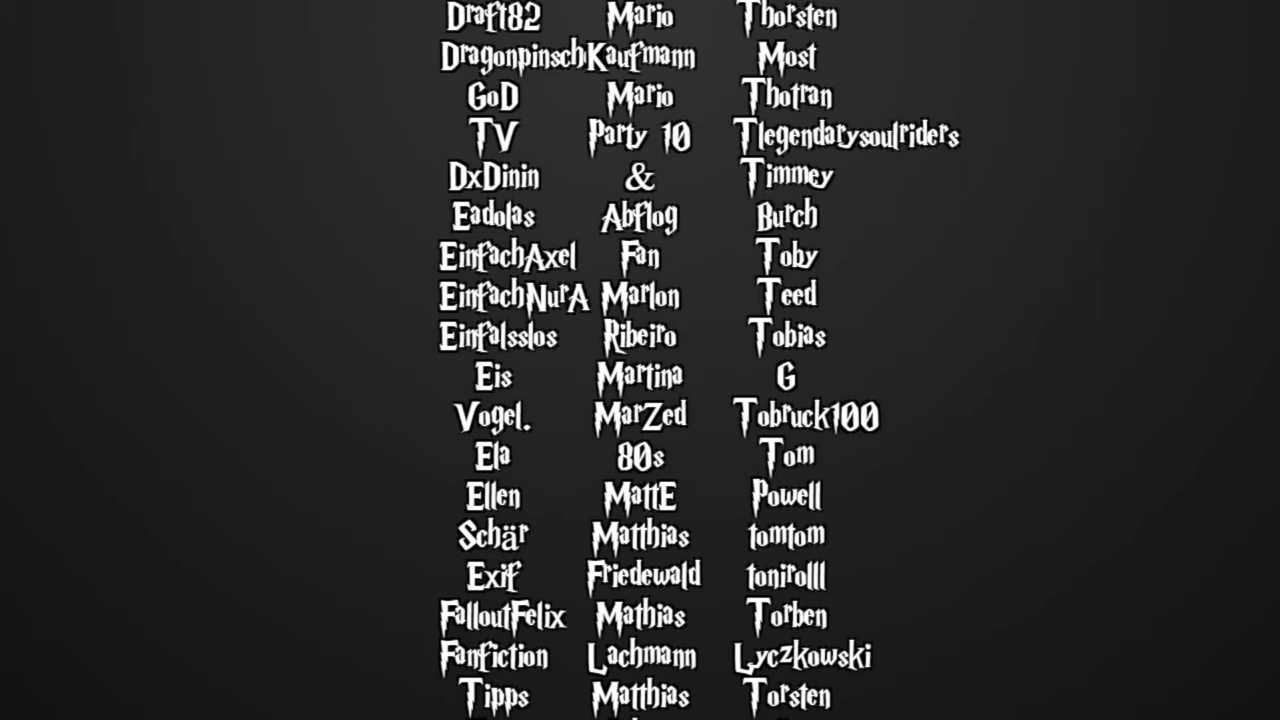 Draft82 Mario Thorsten
Dragonpinsch Kaufmann Most
GoD Mario Thotran
TV Party 10 Tlegendarysoulriders
DxDinin & Timmey
Eadolas Abflog Burch
EinfachAxel Fan Toby
EinfachNurA Marlon Teed
Einfalsslos Ribeiro Tobias
Eis Martina G
Vogel. MarZed Tobruck100
Ela 80s Tom
Ellen MattE Powell
Schär Matthias tomtom
Exif Friedewald tonirolll
FalloutFelix Mathias Torben
Fanfiction Lachmann Lyczkowski
Tipps Matthias Torsten